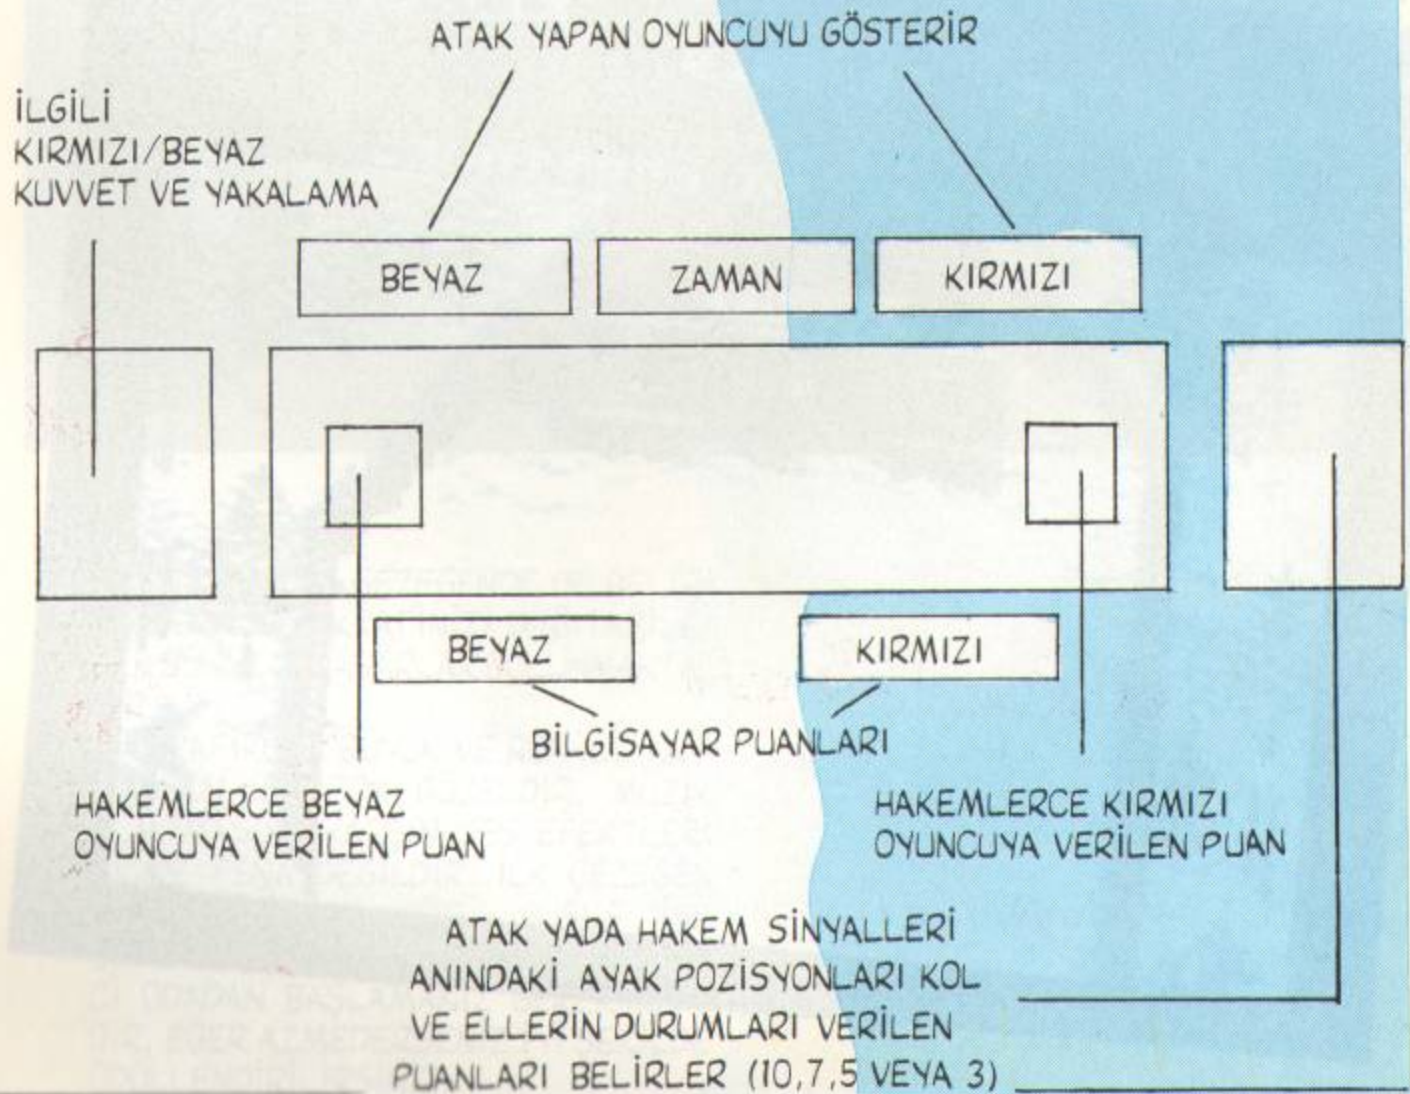 ATAK YAPAN OYUNCUYU GÖSTERİR
İLGİLİ
KIRMIZI/BEYAZ
KUVVET VE YAKALAMA
BEYAZ
ZAMAN
KIRMIZI
BEYAZ
KIRMIZI
BİLGİSAYAR PUANLARI
HAKEMLERCE BEYAZ
OYUNCUYA VERİLEN PUAN
HAKEMLERCE KIRMIZI
OYUNCUYA VERİLEN PUAN
ATAK YADA HAKEM SİNYALLERİ
ANINDAKİ AYAK POZİSYONLARI KOL
VE ELLERİN DURUMLARI VERİLEN
PUANLARI BELİRLER (10,7,5 VEYA 3)